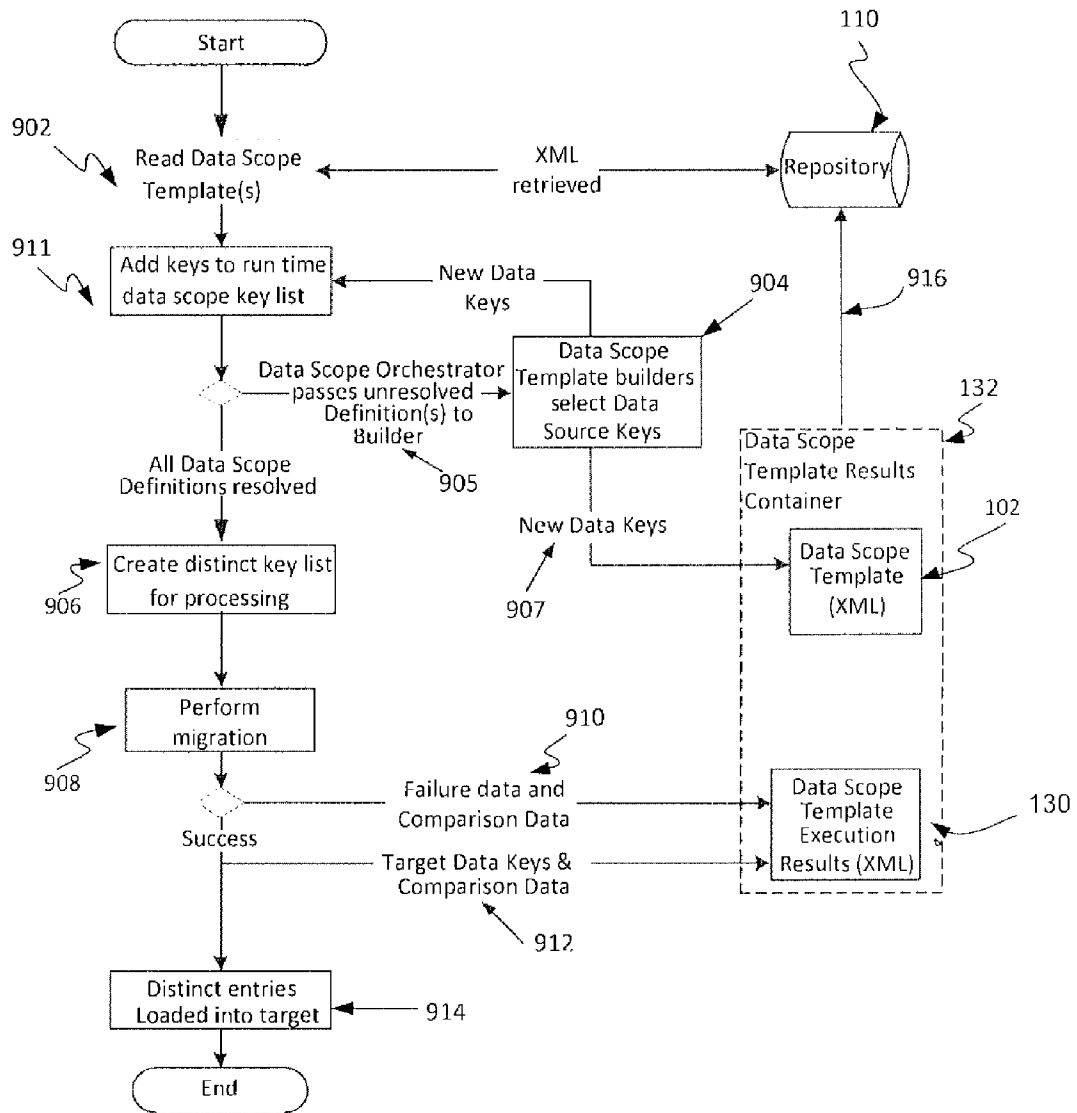 110
Start
902
Read Data Scope
Template(s)
XML
retrieved
Repository
911
Add keys to run time
data scope key list
New Data
Keys
904
916
Data Scope Orchestrator
passes unresolved
Definition(s) to
Builder
905
Data Scope
Template builders
select Data
Source Keys
132
Data Scope
Template Results
Container
All Data Scope
Definitions resolved
New Data Keys
907
102
Data Scope
Template
(XML)
906
Create distinct key list
for processing
Perform
migration
908
910
Failure data and
Comparison Data
Data Scope
Template
Execution
Results (XML)
130
Success
Target Data Keys &
Comparison Data
912
Distinct entries
Loaded into target
914
End